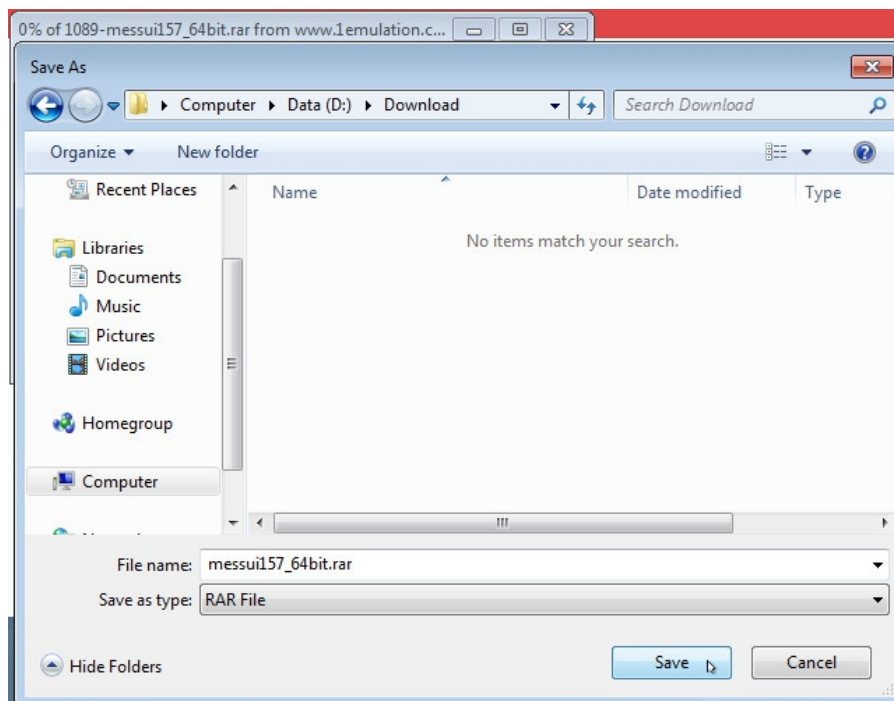 0% of 1089-messui157_64bit.rar from www.1emulation.c...
Save As
Computer Data (D:) Download
Search Download
Organize New folder
Name Date modified Type
No items match your search.
Recent Places
Libraries
Documents
Music
Pictures
Videos
Homegroup
Computer
File name: messui157_64bit.rar
Save as type: RAR File
Hide Folders Save Cancel